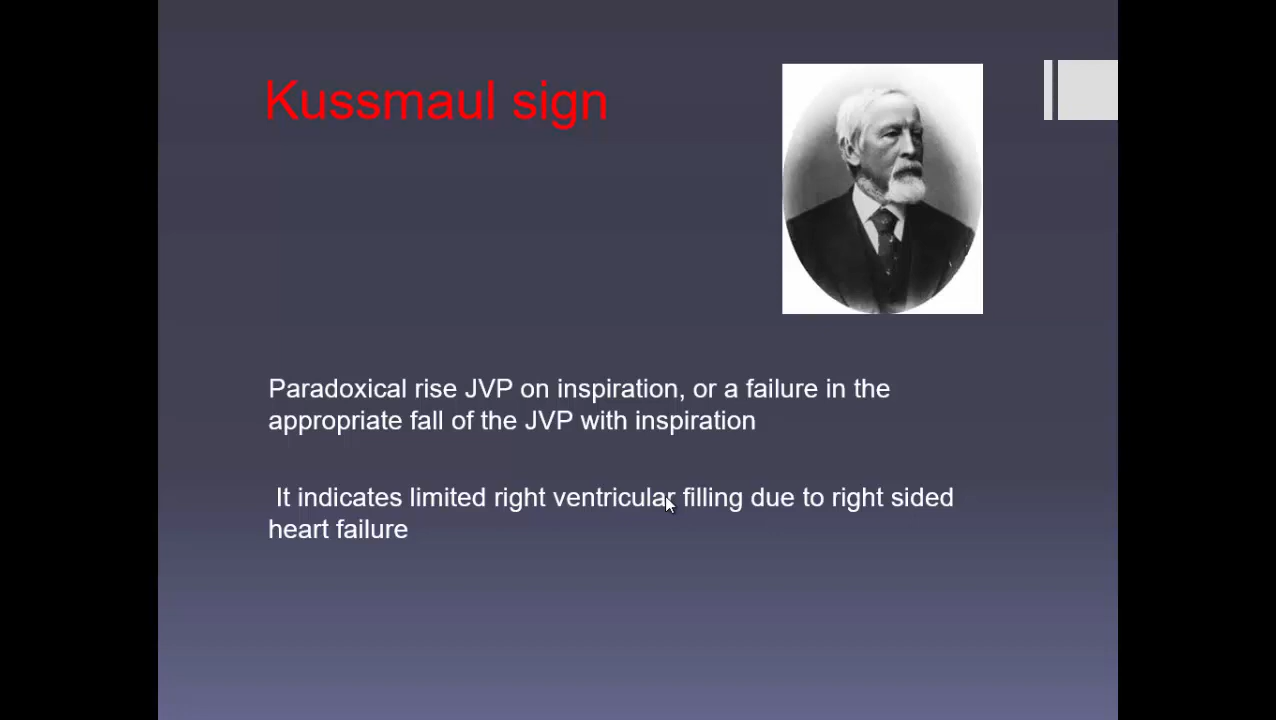 Kussmaul sign
Paradoxical rise JVP on inspiration, or a failure in the
appropriate fall of the JVP with inspiration
It indicates limited right ventricular filling due to right sided
heart failure